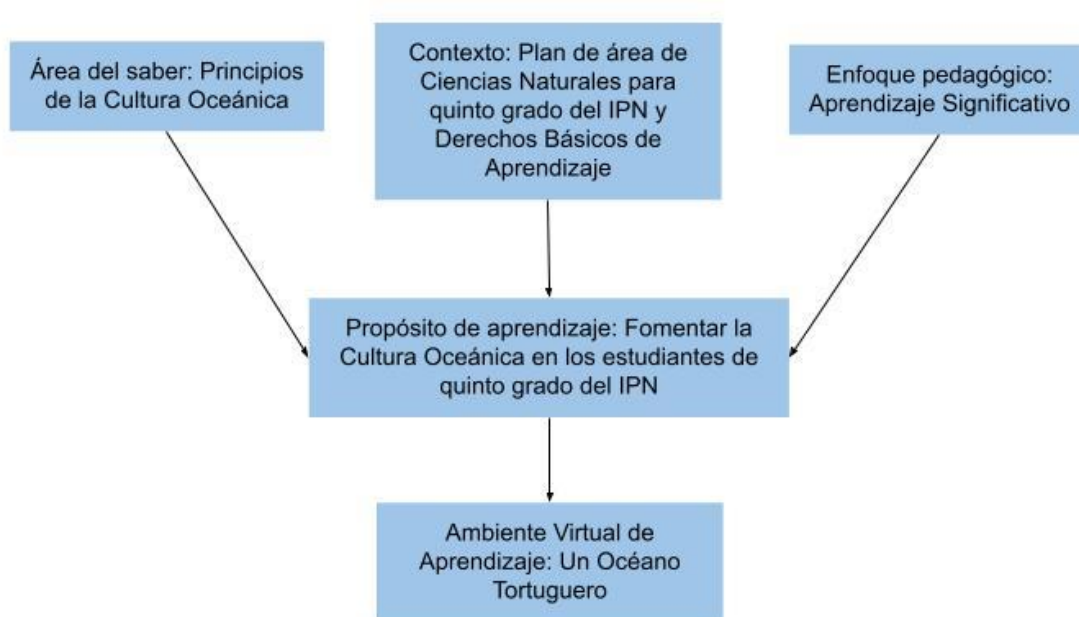 Área del saber: Principios
de la Cultura Oceánica
Contexto: Plan de área de
Ciencias Naturales para
quinto grado del IPN y
Derechos Básicos de
Aprendizaje
Enfoque pedagógico:
Aprendizaje Significativo
Propósito de aprendizaje: Fomentar la
Cultura Oceánica en los estudiantes de
quinto grado del IPN
Ambiente Virtual de
Aprendizaje: Un Océano
Tortuguero